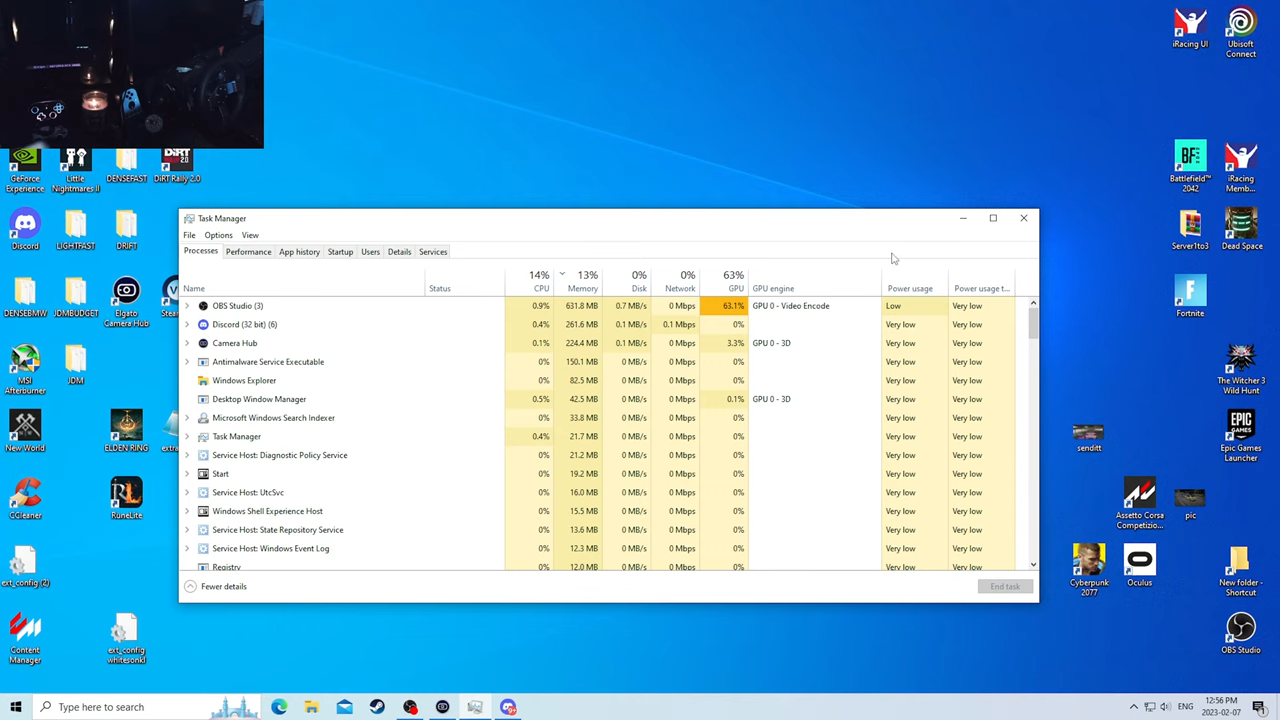 iRacing UI
Ubisoft Connect
GeForce Experience
Little Nightmares II
DENSEFAST
DiRT Rally 2.0
Battlefield™ 2042
iRacing Memb...
Discord
LIGHTFAST
DRIFT
Server1to3
Dead Space
DENSEBMW
JDMBUDGET
Elgato Camera Hub
Fortnite
MSI Afterburner
JDM
The Witcher 3 Wild Hunt
New World
ELDEN RING
senditt
Epic Games Launcher
CCleaner
RuneLite
Assetto Corsa Competizio...
pic
ext_config (2)
Cyberpunk 2077
Oculus
New folder - Shortcut
Content Manager
ext_config whitesonkl
OBS Studio
Task Manager
File Options View
Processes Performance App history Startup Users Details Services
14% 13% 0% 0% 63%
Name Status CPU Memory Disk Network GPU GPU engine Power usage Power usage t...
OBS Studio (3) 0.9% 631.8 MB 0.7 MB/s 0 Mbps 63.1% GPU 0 - Video Encode Low Very low
Discord (32 bit) (6) 0.4% 261.6 MB 0.1 MB/s 0.1 Mbps 0% Very low Very low
Camera Hub 0.1% 224.4 MB 0.1 MB/s 0 Mbps 3.3% GPU 0 - 3D Very low Very low
Antimalware Service Executable 0% 150.1 MB 0 MB/s 0 Mbps 0% Very low Very low
Windows Explorer 0% 82.5 MB 0 MB/s 0 Mbps 0% Very low Very low
Desktop Window Manager 0.5% 42.5 MB 0 MB/s 0 Mbps 0.1% GPU 0 - 3D Very low Very low
Microsoft Windows Search Indexer 0% 33.8 MB 0 MB/s 0 Mbps 0% Very low Very low
Task Manager 0.4% 21.7 MB 0 MB/s 0 Mbps 0% Very low Very low
Service Host: Diagnostic Policy Service 0% 21.2 MB 0 MB/s 0 Mbps 0% Very low Very low
Start 0% 19.2 MB 0 MB/s 0 Mbps 0% Very low Very low
Service Host: UtcSvc 0% 16.0 MB 0 MB/s 0 Mbps 0% Very low Very low
Windows Shell Experience Host 0% 15.5 MB 0 MB/s 0 Mbps 0% Very low Very low
Service Host: State Repository Service 0% 13.6 MB 0 MB/s 0 Mbps 0% Very low Very low
Service Host: Windows Event Log 0% 12.3 MB 0 MB/s 0 Mbps 0% Very low Very low
Registry 0% 12.0 MB 0 MB/s 0 Mbps 0% Very low Very low
Fewer details End task
Type here to search
ENG
12:56 PM
2023-02-07